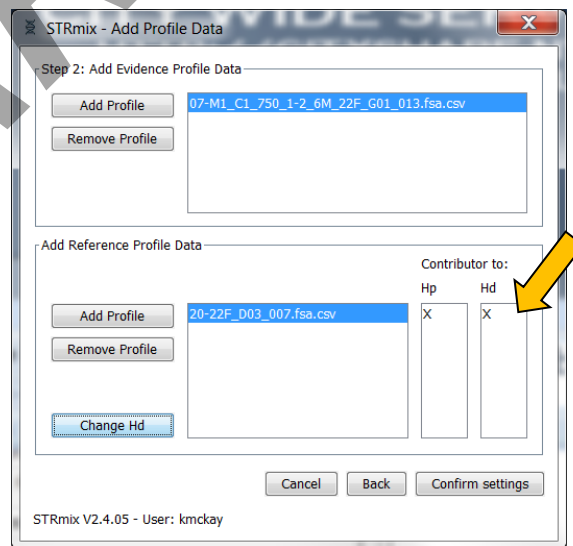 STRmix - Add Profile Data
Step 2: Add Evidence Profile Data
Add Profile
07-M1_C1_750_1-2_6M_22F_G01_013.fsa.csv
Remove Profile
Add Reference Profile Data
Contributor to:
Hp Hd
Add Profile
20-22F_D03_007.fsa.csv
X X
Remove Profile
Change Hd
Cancel Back Confirm settings
STRmix V2.4.05 - User: kmckay